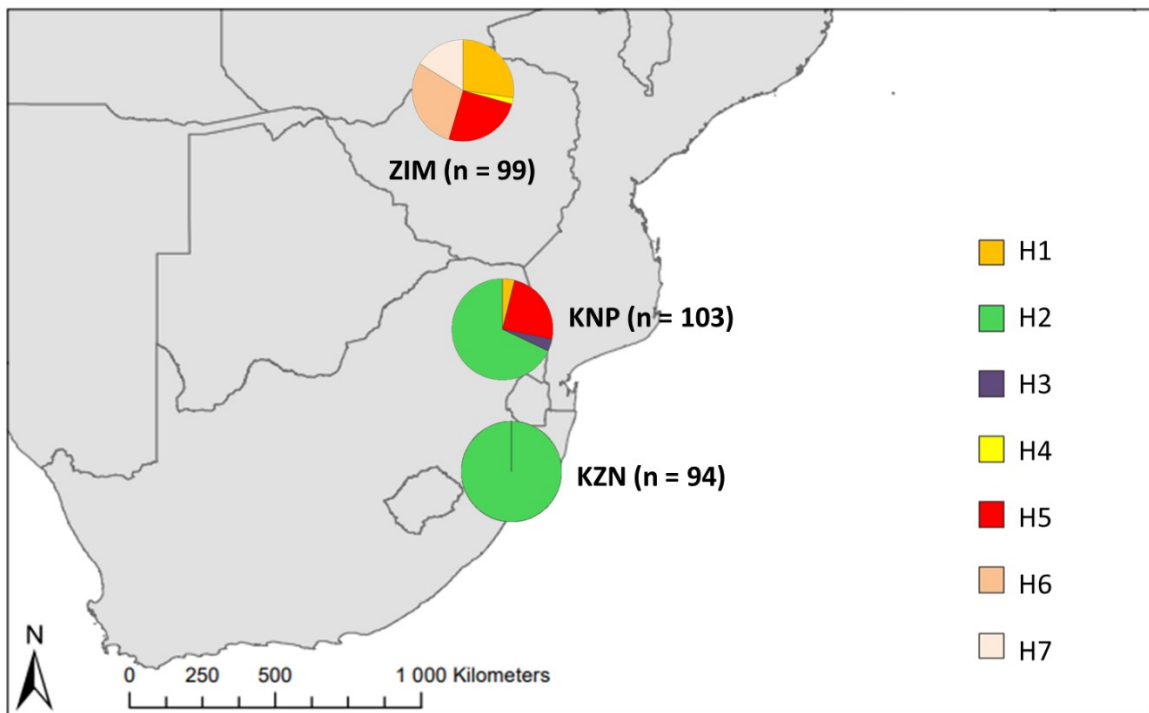 ZIM (n = 99)
KNP (n = 103)
KZN (n = 94)
H1
H2
H3
H4
H5
H6
H7
N
0 250 500 1 000 Kilometers